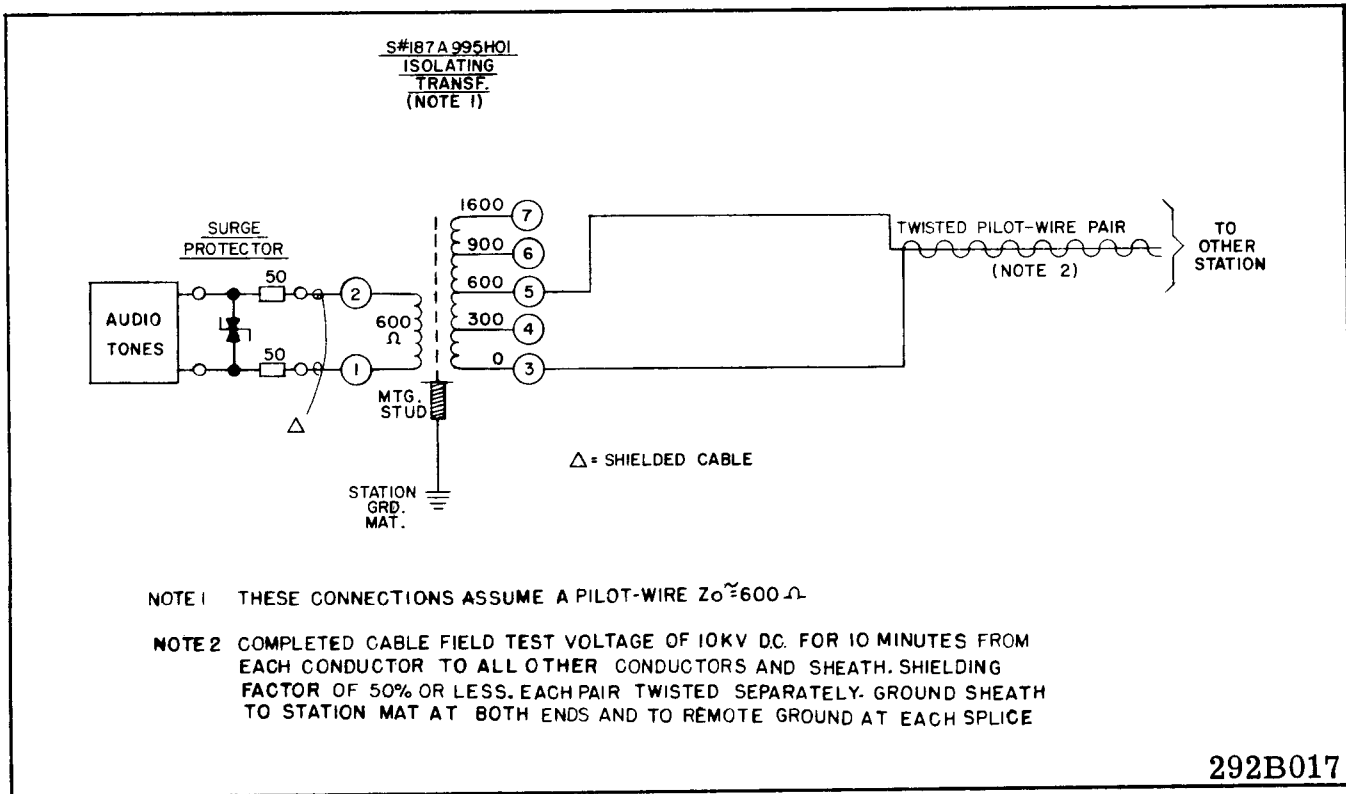 S#187A995H01
ISOLATING
TRANSF.
(NOTE 1)
SURGE
PROTECTOR
AUDIO
TONES
50
50
2
1
600
Ω
1600 7
900 6
600 5
300 4
0 3
MTG.
STUD
STATION
GRD.
MAT.
TWISTED PILOT-WIRE PAIR
(NOTE 2)
TO
OTHER
STATION
Δ
Δ = SHIELDED CABLE
NOTE 1 THESE CONNECTIONS ASSUME A PILOT-WIRE Zo ≅ 600 Ω
NOTE 2 COMPLETED CABLE FIELD TEST VOLTAGE OF 10KV D.C. FOR 10 MINUTES FROM
EACH CONDUCTOR TO ALL OTHER CONDUCTORS AND SHEATH. SHIELDING
FACTOR OF 50% OR LESS. EACH PAIR TWISTED SEPARATELY. GROUND SHEATH
TO STATION MAT AT BOTH ENDS AND TO REMOTE GROUND AT EACH SPLICE
292B017